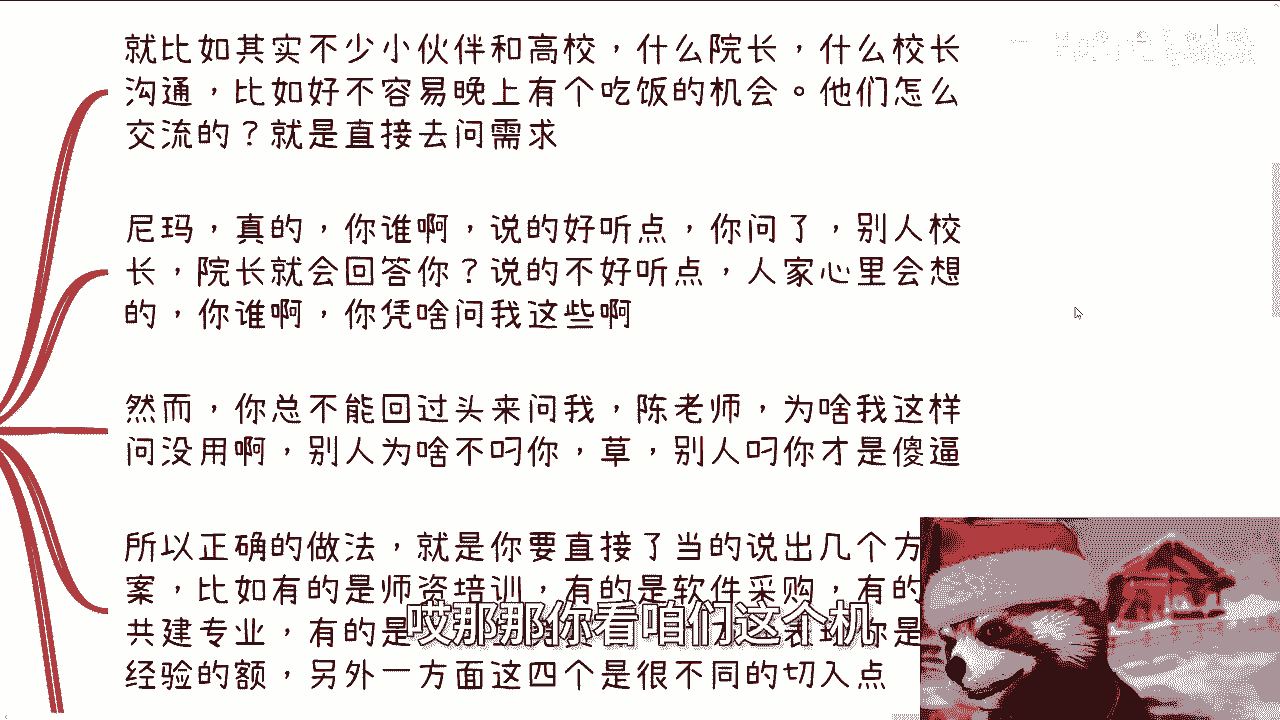 就比如其实不少小伙伴和高校，什么院长，什么校长
沟通，比如好不容易晚上有个吃饭的机会。他们怎么
交流的？就是直接去问需求
尼玛，真的，你谁啊，说的好听点，你问了，别人校
长，院长就会回答你？说的不好听点，人家心里会想
的，你谁啊，你凭啥问我这些啊
然而，你总不能回过头来问我，陈老师，为啥我这样
问没用啊，别人为啥不叼你，草，别人叼你才是傻逼
所以正确的做法，就是你要直接了当的说出几个方
案，比如有的是师资培训，有的是软件采购，有的
共建专业，有的是
哎那那你看咱们这个机
你是
经验的额，另外一方面这四个是很不同的切入点